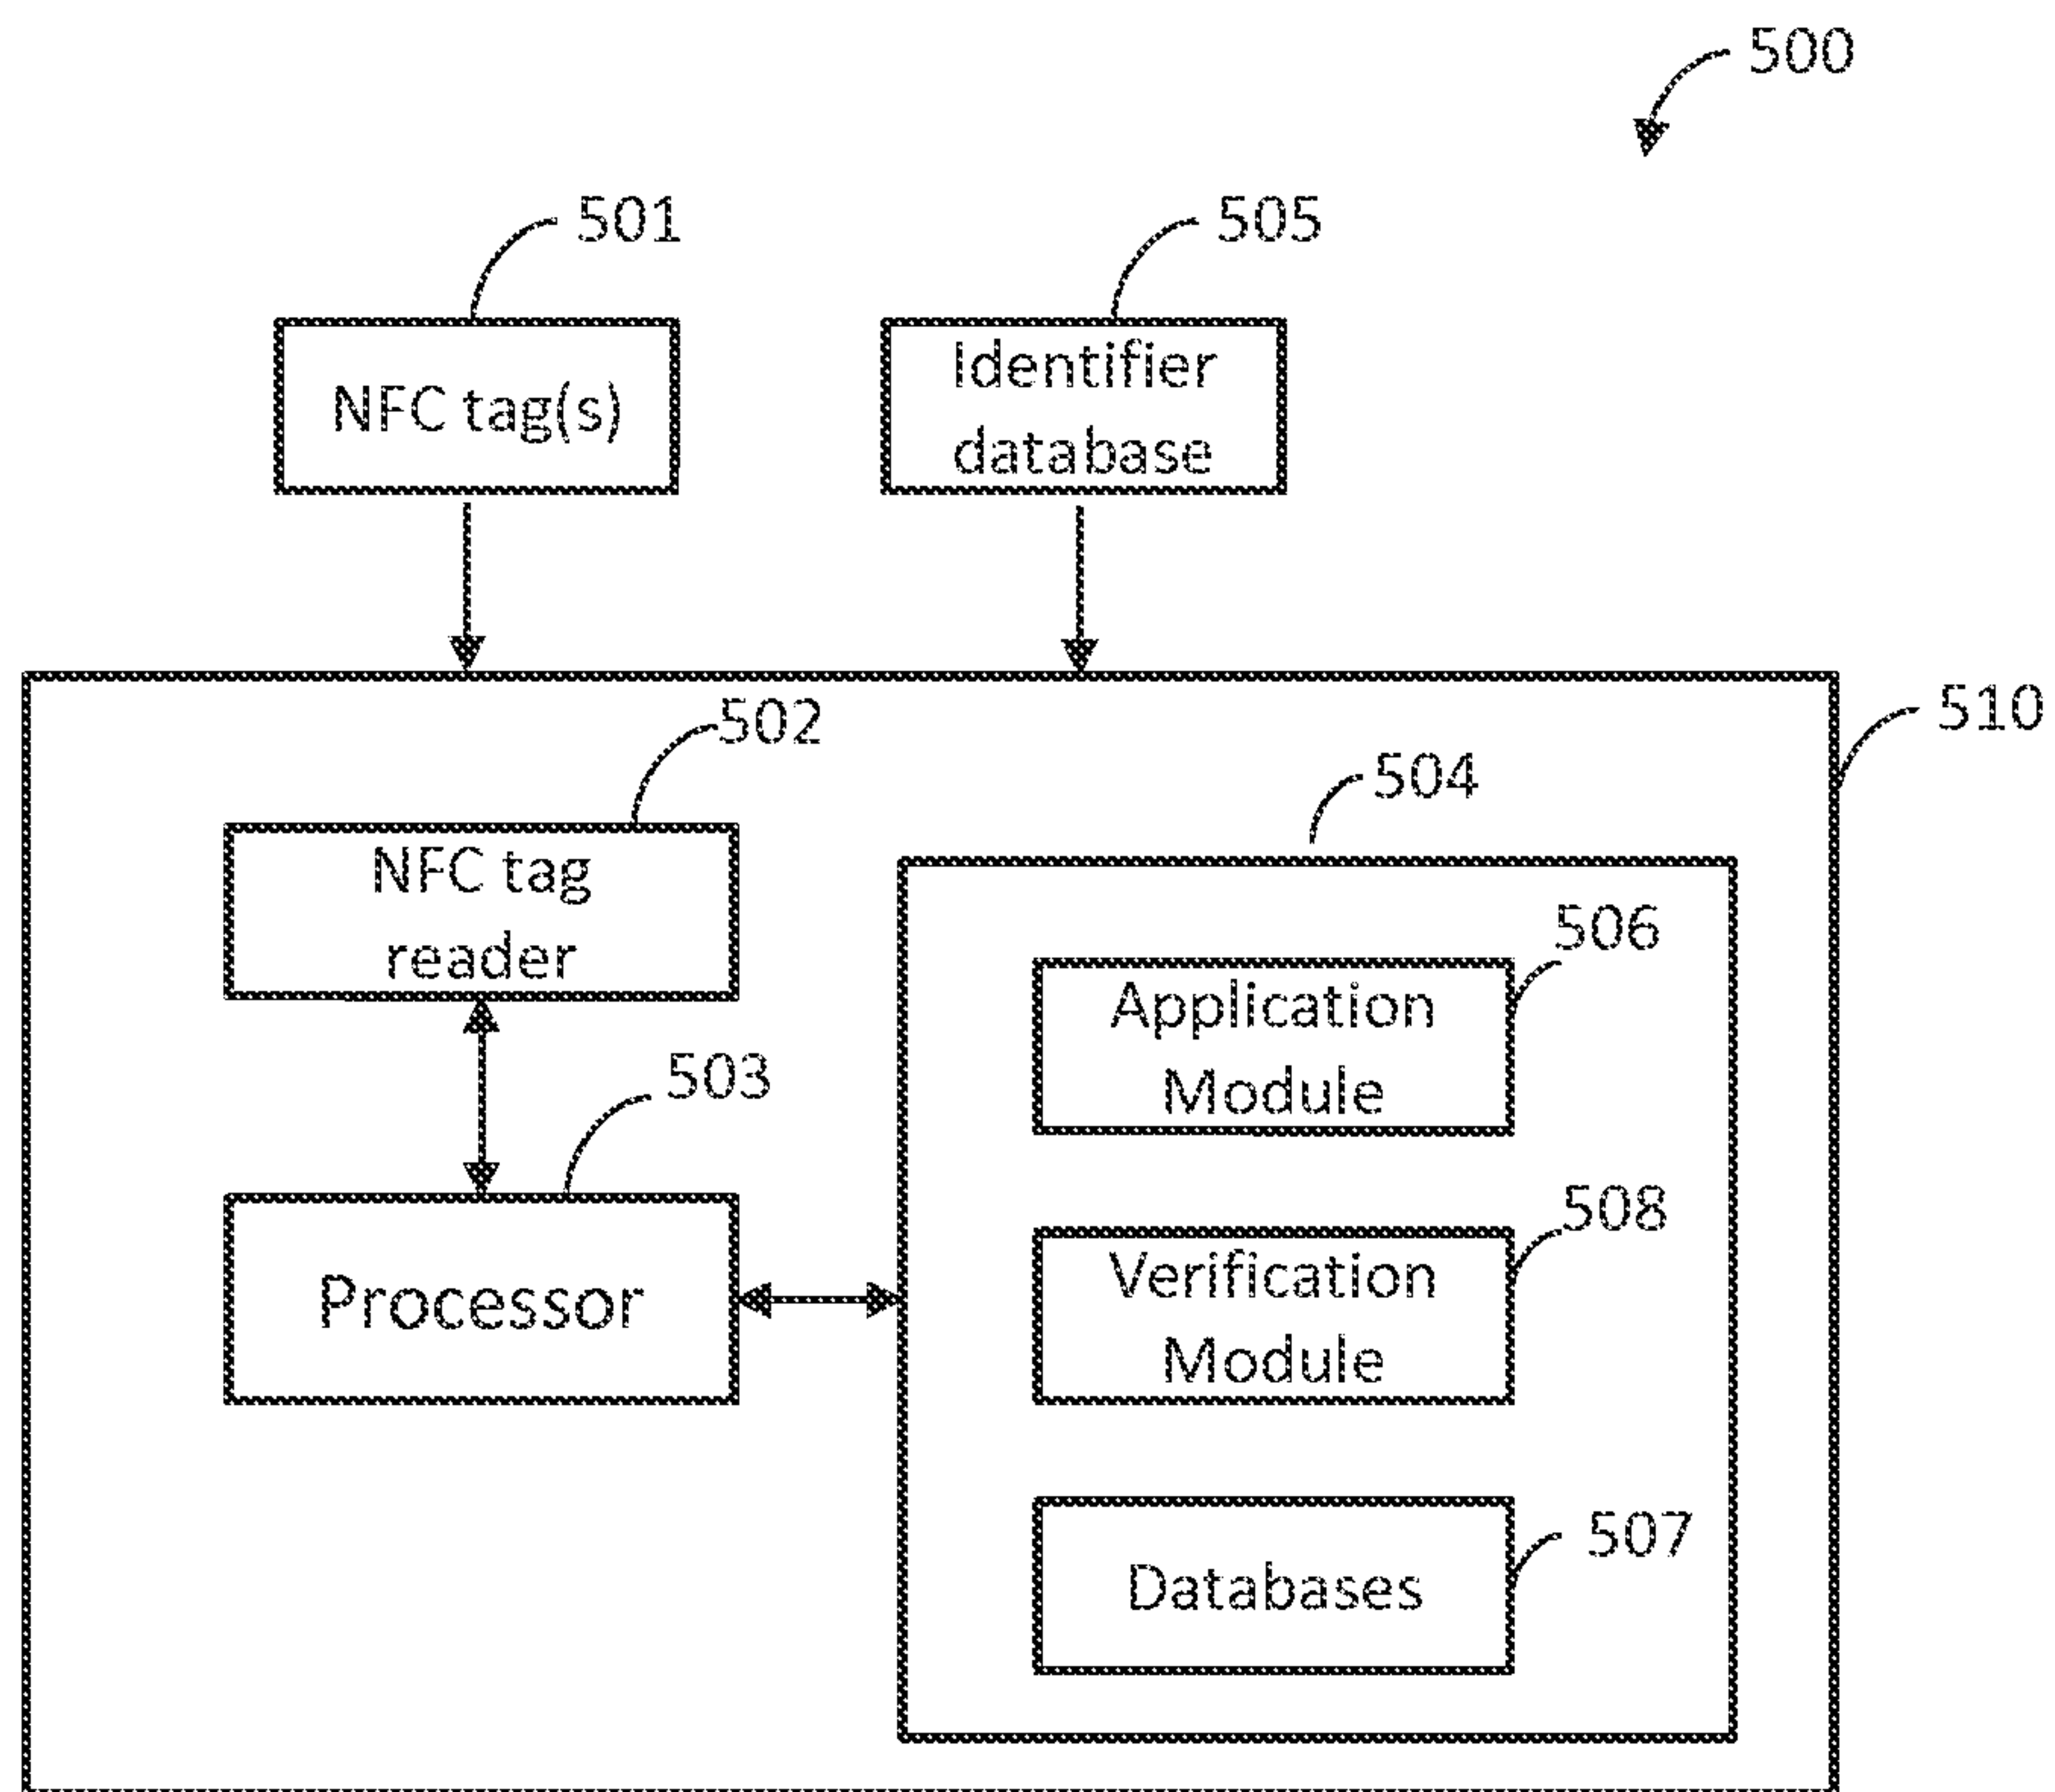 500
501
505
NFC tag(s)
Identifier
database
502
510
504
NFC tag
reader
506
Application
Module
503
508
Processor
Verification
Module
507
Databases